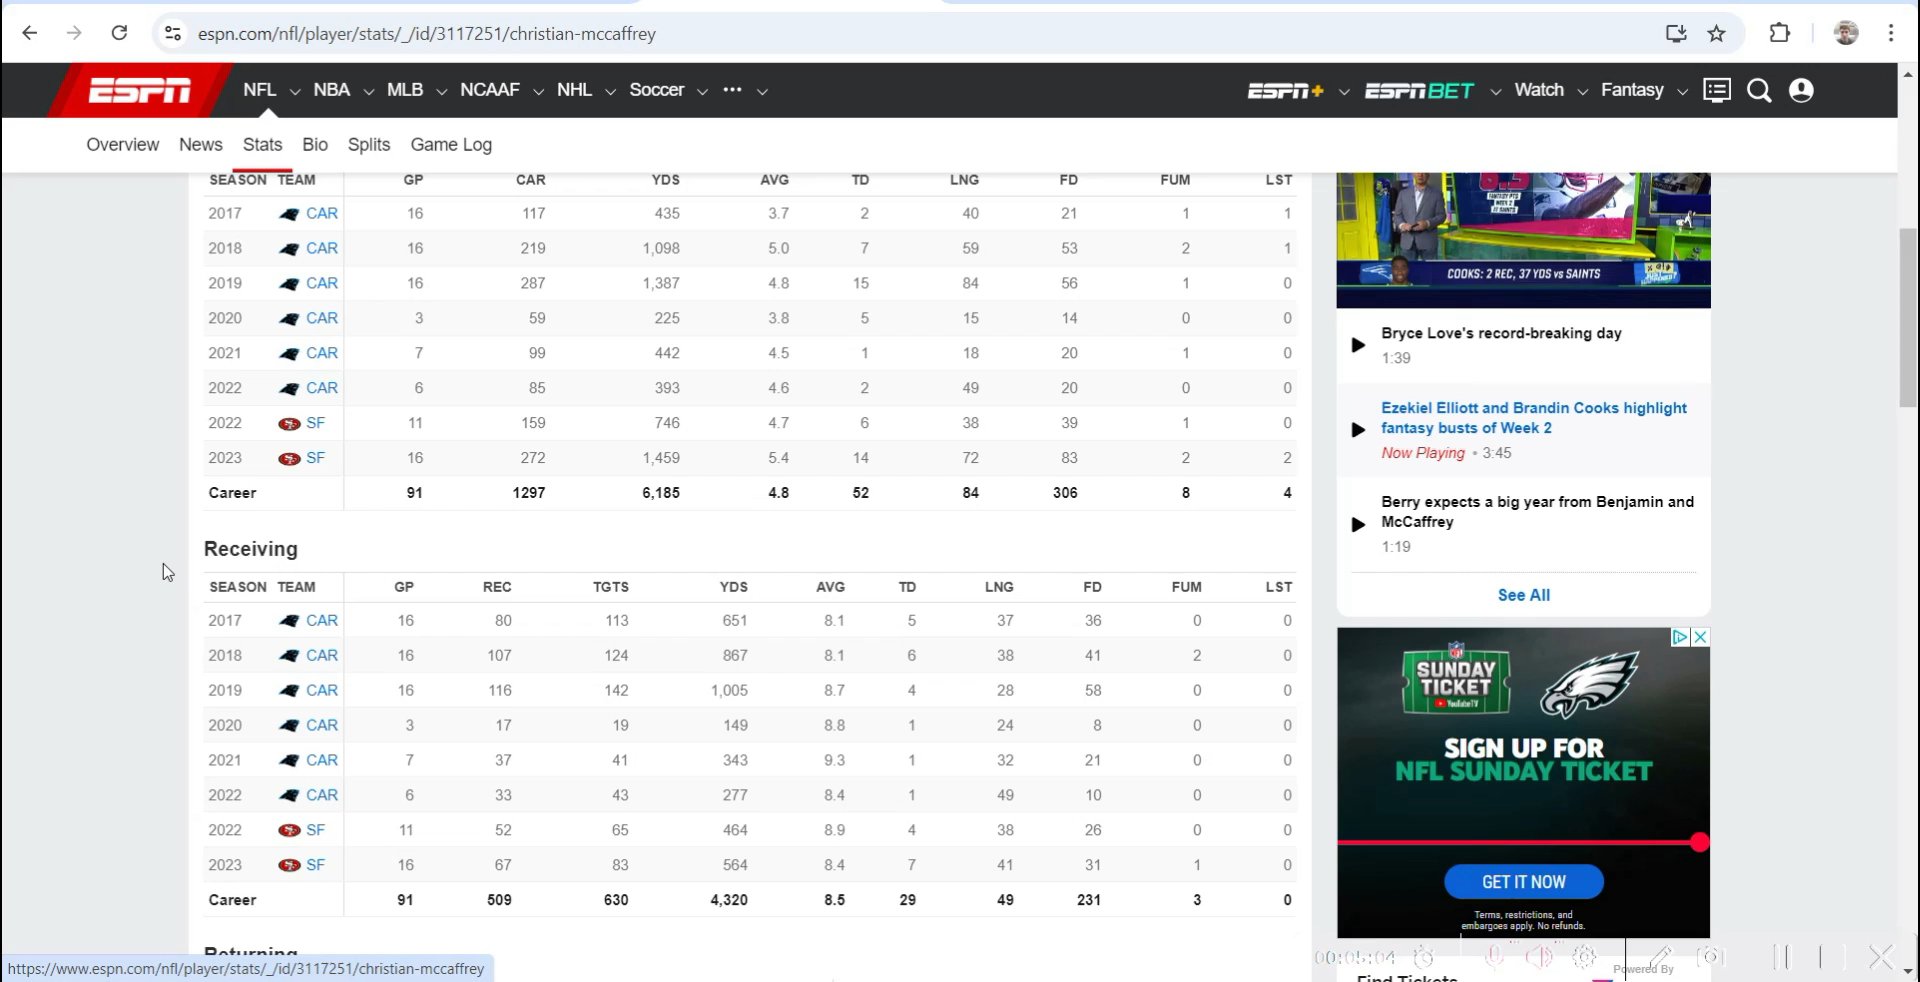 espn.com/nfl/player/stats/_/id/3117251/christian-mccaffrey
ESPN NFL NBA MLB NCAAF NHL Soccer ESPN+ ESPN BET Watch Fantasy
Overview News Stats Bio Splits Game Log
SEASON TEAM GP CAR YDS AVG TD LNG FD FUM LST
2017 CAR 16 117 435 3.7 2 40 21 1 1
2018 CAR 16 219 1,098 5.0 7 59 53 2 1
2019 CAR 16 287 1,387 4.8 15 84 56 1 0
2020 CAR 3 59 225 3.8 5 15 14 0 0
2021 CAR 7 99 442 4.5 1 18 20 1 0
2022 CAR 6 85 393 4.6 2 49 20 0 0
2022 SF 11 159 746 4.7 6 38 39 1 0
2023 SF 16 272 1,459 5.4 14 72 83 2 2
Career 91 1297 6,185 4.8 52 84 306 8 4
Receiving
SEASON TEAM GP REC TGTS YDS AVG TD LNG FD FUM LST
2017 CAR 16 80 113 651 8.1 5 37 36 0 0
2018 CAR 16 107 124 867 8.1 6 38 41 2 0
2019 CAR 16 116 142 1,005 8.7 4 28 58 0 0
2020 CAR 3 17 19 149 8.8 1 24 8 0 0
2021 CAR 7 37 41 343 9.3 1 32 21 0 0
2022 CAR 6 33 43 277 8.4 1 49 10 0 0
2022 SF 11 52 65 464 8.9 4 38 26 0 0
2023 SF 16 67 83 564 8.4 7 41 31 1 0
Career 91 509 630 4,320 8.5 29 49 231 3 0
Returning
https://www.espn.com/nfl/player/stats/_/id/3117251/christian-mccaffrey
COOKS: 2 REC, 37 YDS vs SAINTS
Bryce Love's record-breaking day
1:39
Ezekiel Elliott and Brandin Cooks highlight
fantasy busts of Week 2
Now Playing • 3:45
Berry expects a big year from Benjamin and
McCaffrey
1:19
See All
NFL
SUNDAY
TICKET
YouTubeTV
SIGN UP FOR
NFL SUNDAY TICKET
GET IT NOW
Terms, restrictions, and
embargoes apply. No refunds.
00:05:04
Powered By
Find Tickets